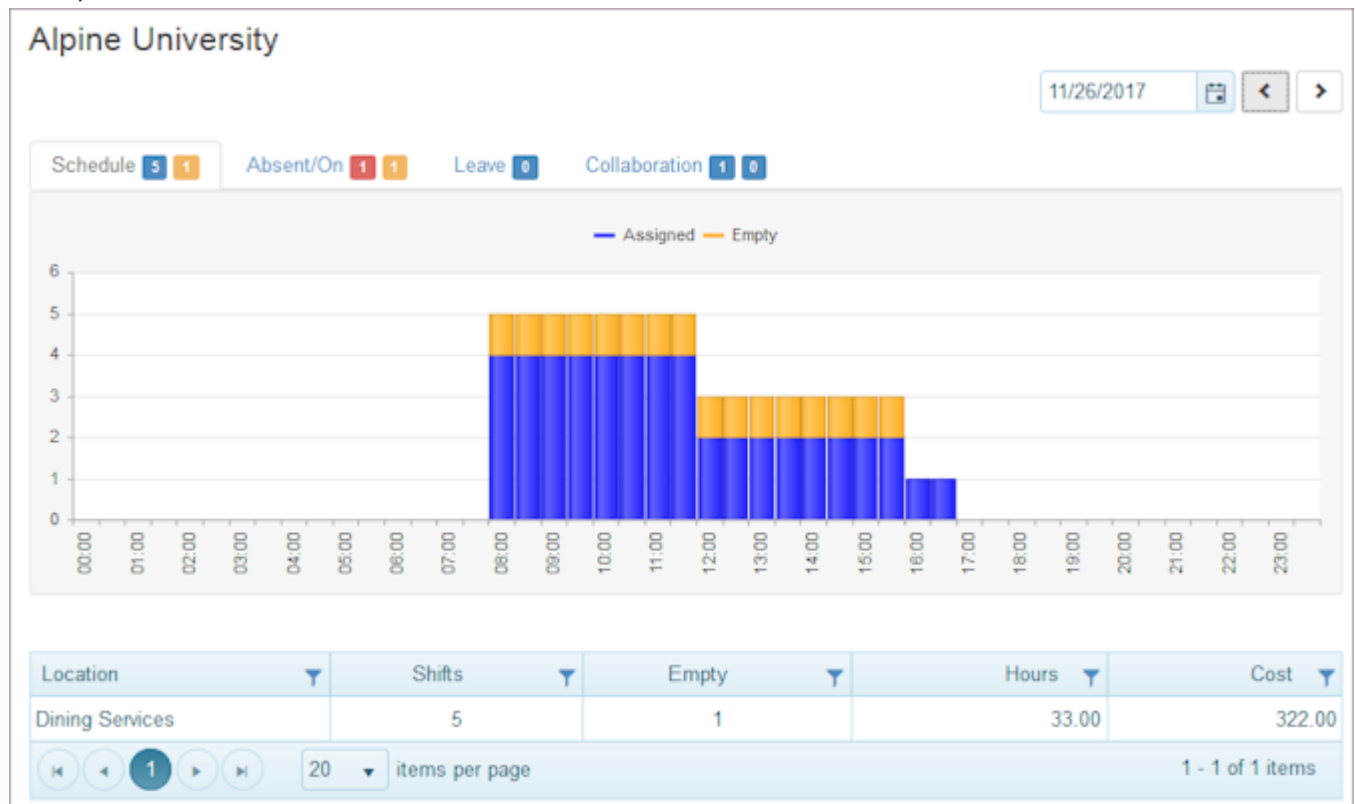 Alpine University
11/26/2017
Schedule 5 1 Absent/On 1 1 Leave 0 Collaboration 1 0
Assigned Empty
6
5
4
3
2
1
0
00:00 01:00 02:00 03:00 04:00 05:00 06:00 07:00 08:00 09:00 10:00 11:00 12:00 13:00 14:00 15:00 16:00 17:00 18:00 19:00 20:00 21:00 22:00 23:00
Location Shifts Empty Hours Cost
Dining Services 5 1 33.00 322.00
1 20 items per page 1 - 1 of 1 items